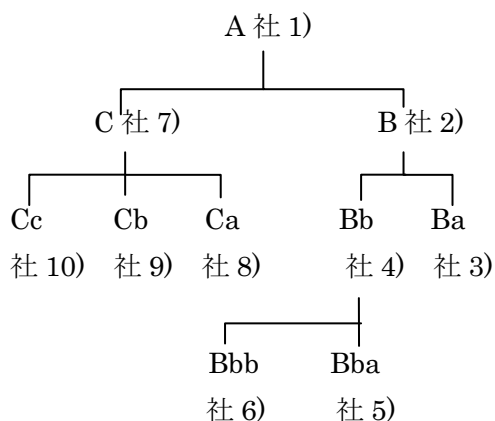 A 社 1)
C 社 7)
B 社 2)
Cc
社 10)
Cb
社 9)
Ca
社 8)
Bb
社 4)
Ba
社 3)
Bbb
社 6)
Bba
社 5)